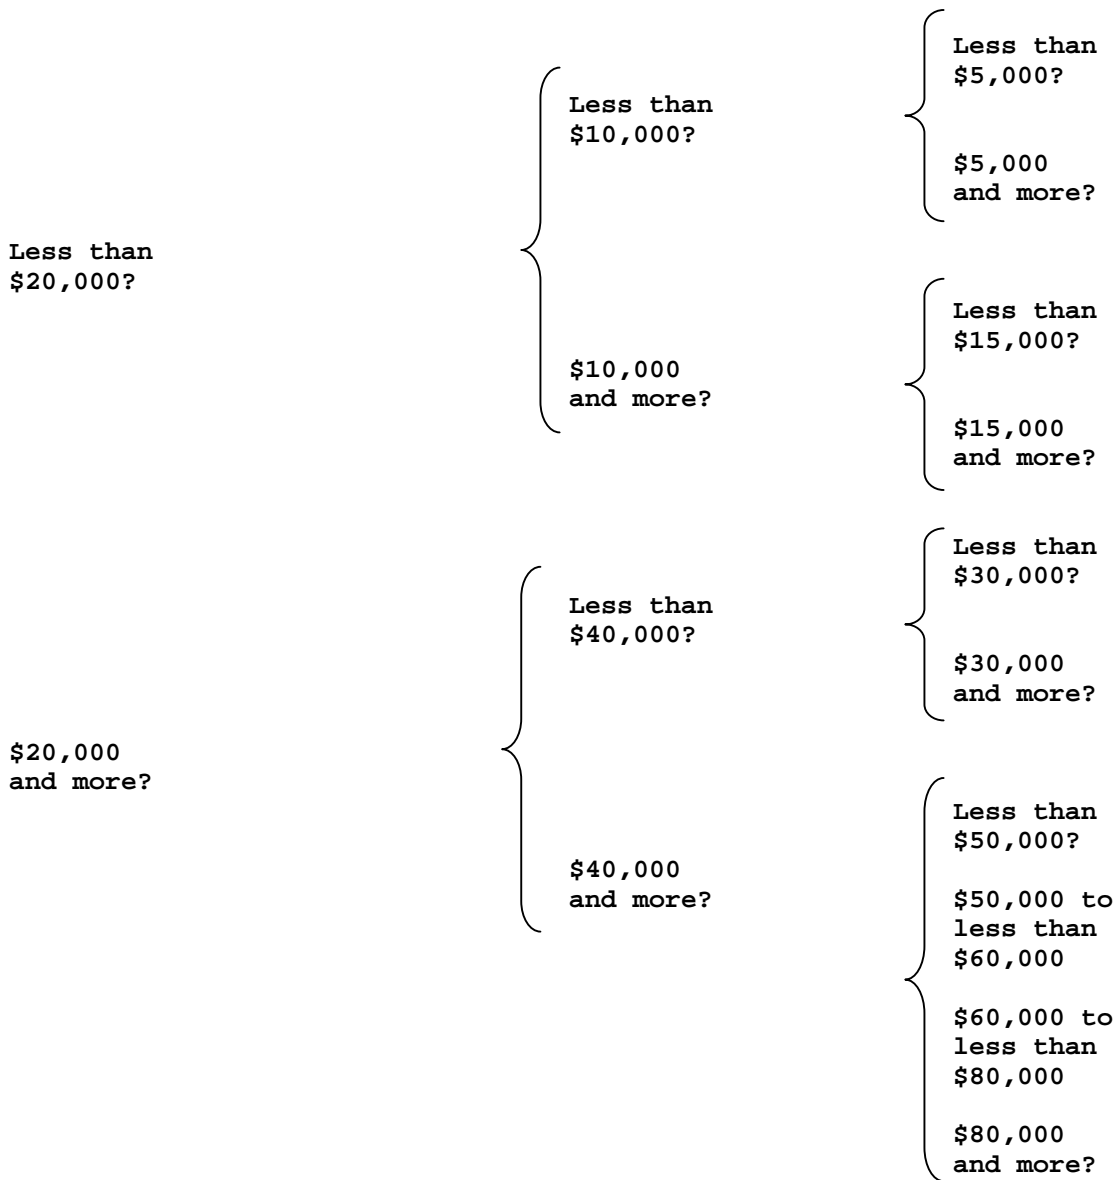 Less than
$20,000?
Less than
$10,000?
Less than
$5,000?
$5,000
and more?
$10,000
and more?
Less than
$15,000?
$15,000
and more?
$20,000
and more?
Less than
$40,000?
Less than
$30,000?
$30,000
and more?
$40,000
and more?
Less than
$50,000?
$50,000 to
less than
$60,000
$60,000 to
less than
$80,000
$80,000
and more?